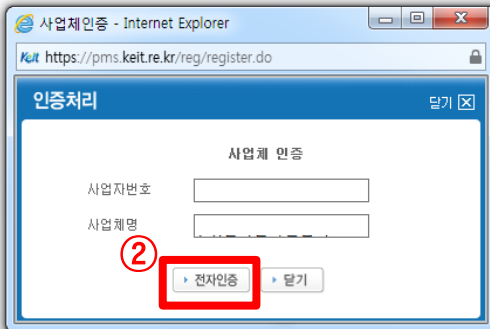 사업체인증 - Internet Explorer
Keit https://pms.keit.re.kr/reg/register.do
인증처리
닫기
사업체 인증
사업자번호
사업체명
②
전자인증
닫기